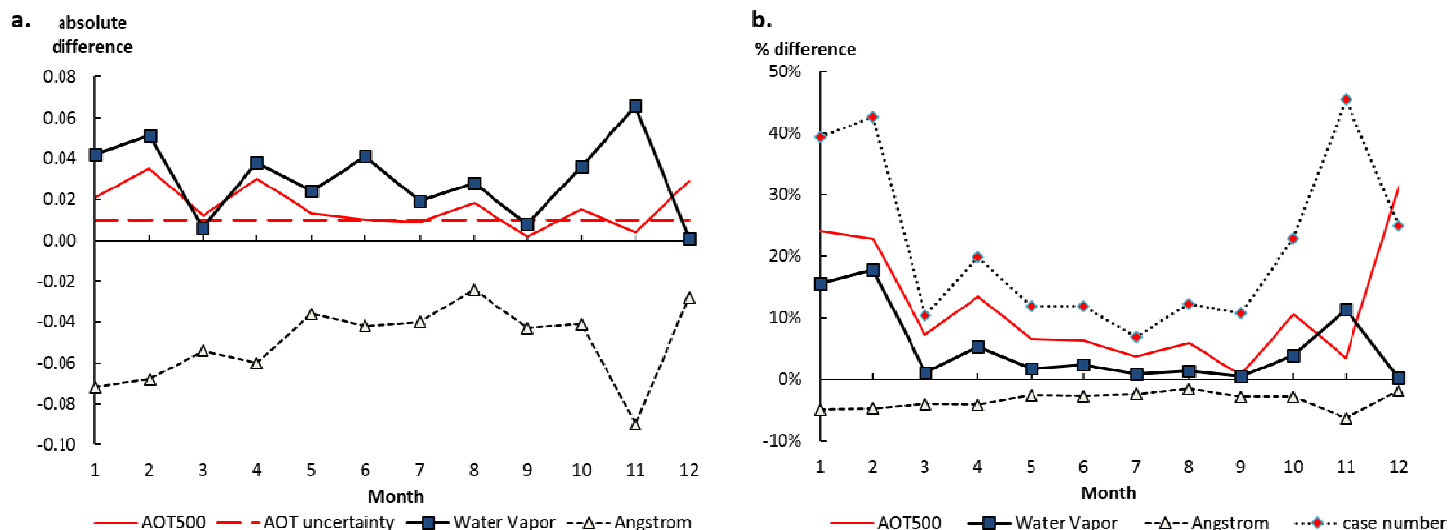 a.
absolute
difference
0.08
0.06
0.04
0.02
0.00
-0.02
-0.04
-0.06
-0.08
-0.10
1 2 3 4 5 6 7 8 9 10 11 12
Month
AOT500 AOT uncertainty Water Vapor Angstrom
b.
% difference
50%
40%
30%
20%
10%
0%
-10%
1 2 3 4 5 6 7 8 9 10 11 12
Month
AOT500 Water Vapor Angstrom case number